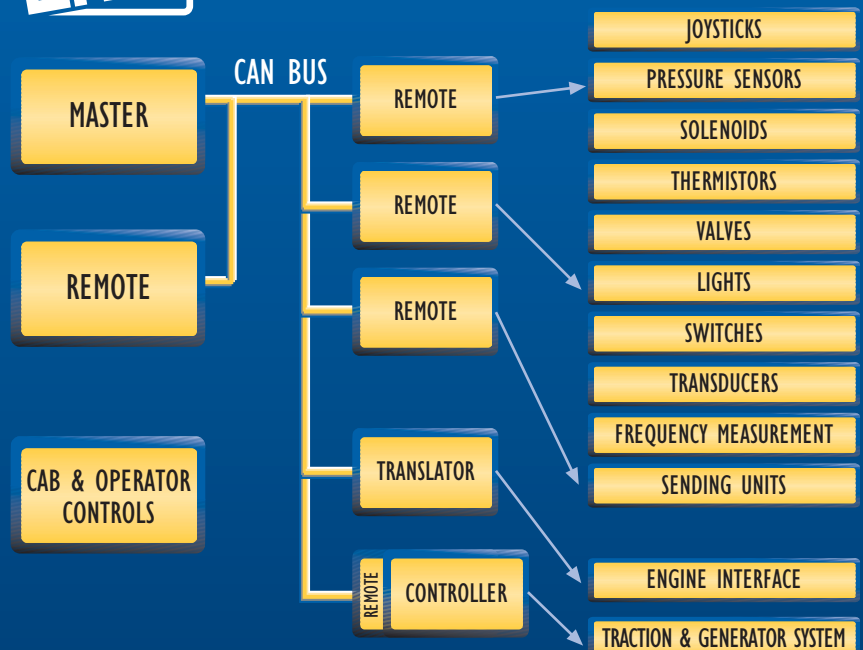 CAN BUS
MASTER
REMOTE
CAB & OPERATOR
CONTROLS
REMOTE
REMOTE
REMOTE
TRANSLATOR
REMOTE
CONTROLLER
JOYSTICKS
PRESSURE SENSORS
SOLENOIDS
THERMISTORS
VALVES
LIGHTS
SWITCHES
TRANSDUCERS
FREQUENCY MEASUREMENT
SENDING UNITS
ENGINE INTERFACE
TRACTION & GENERATOR SYSTEM